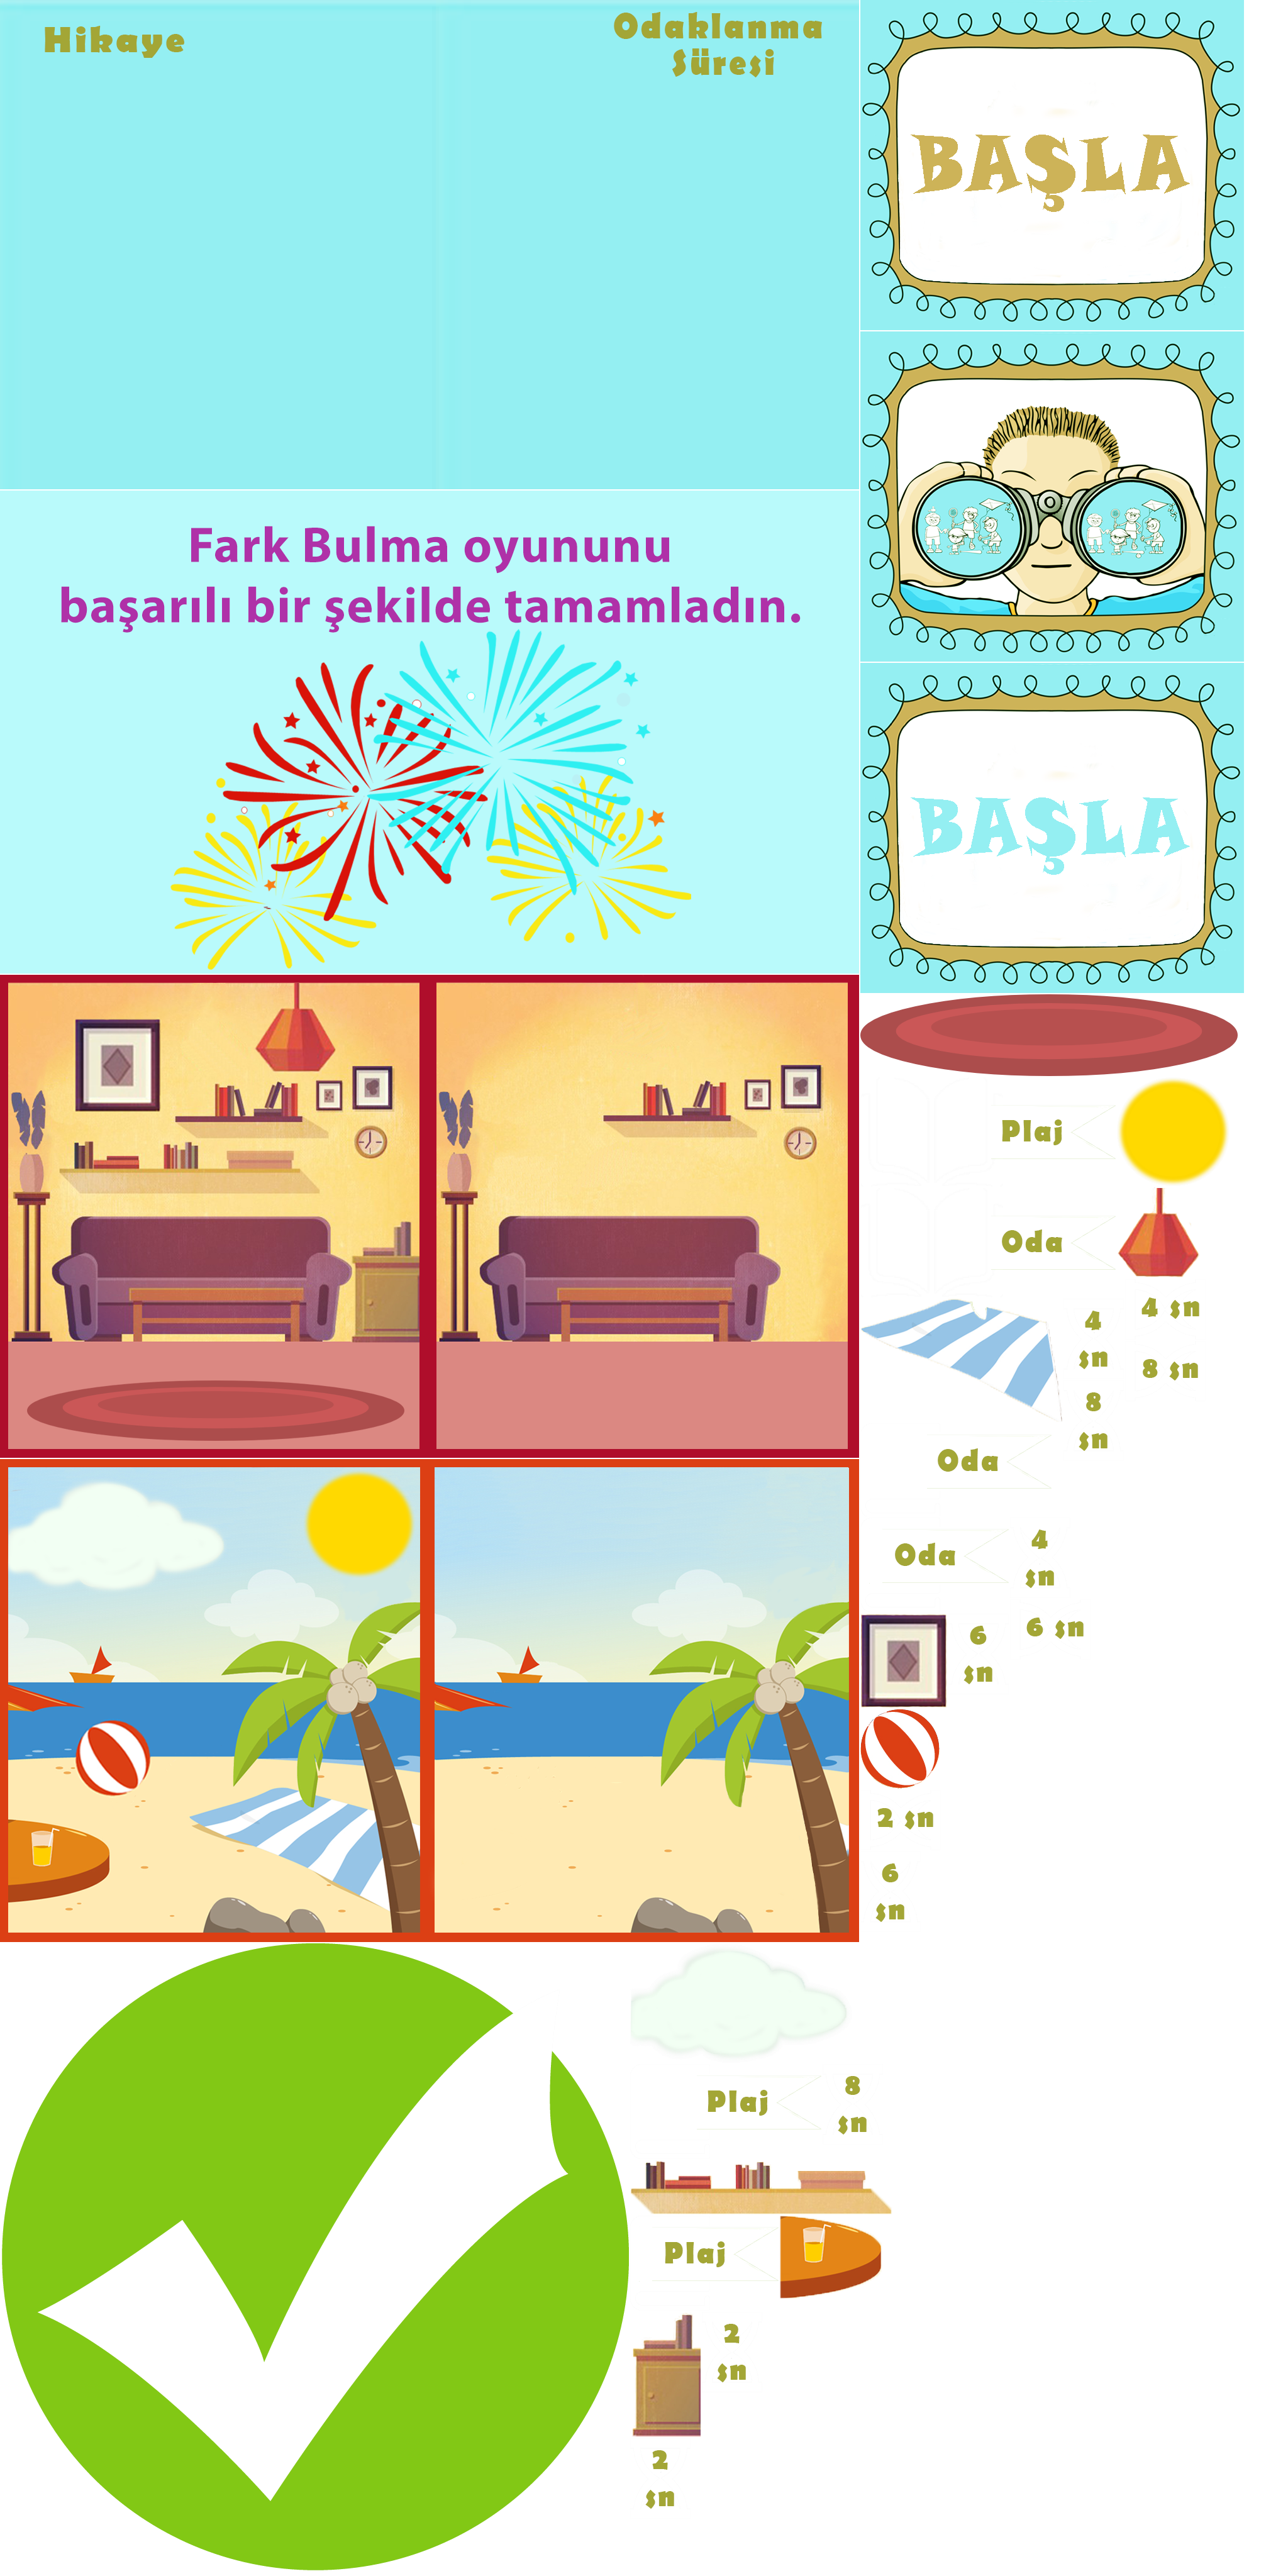 Hikaye
Odaklanma
Süresi
BAŞLA
Fark Bulma oyununu
başarılı bir şekilde tamamladın.
BAŞLA
Plaj
Oda
4 sn
4
sn
8 sn
8
sn
Oda
Oda
4
sn
6 sn
6
sn
2 sn
6
sn
Plaj
8
sn
Plaj
2
sn
2
sn